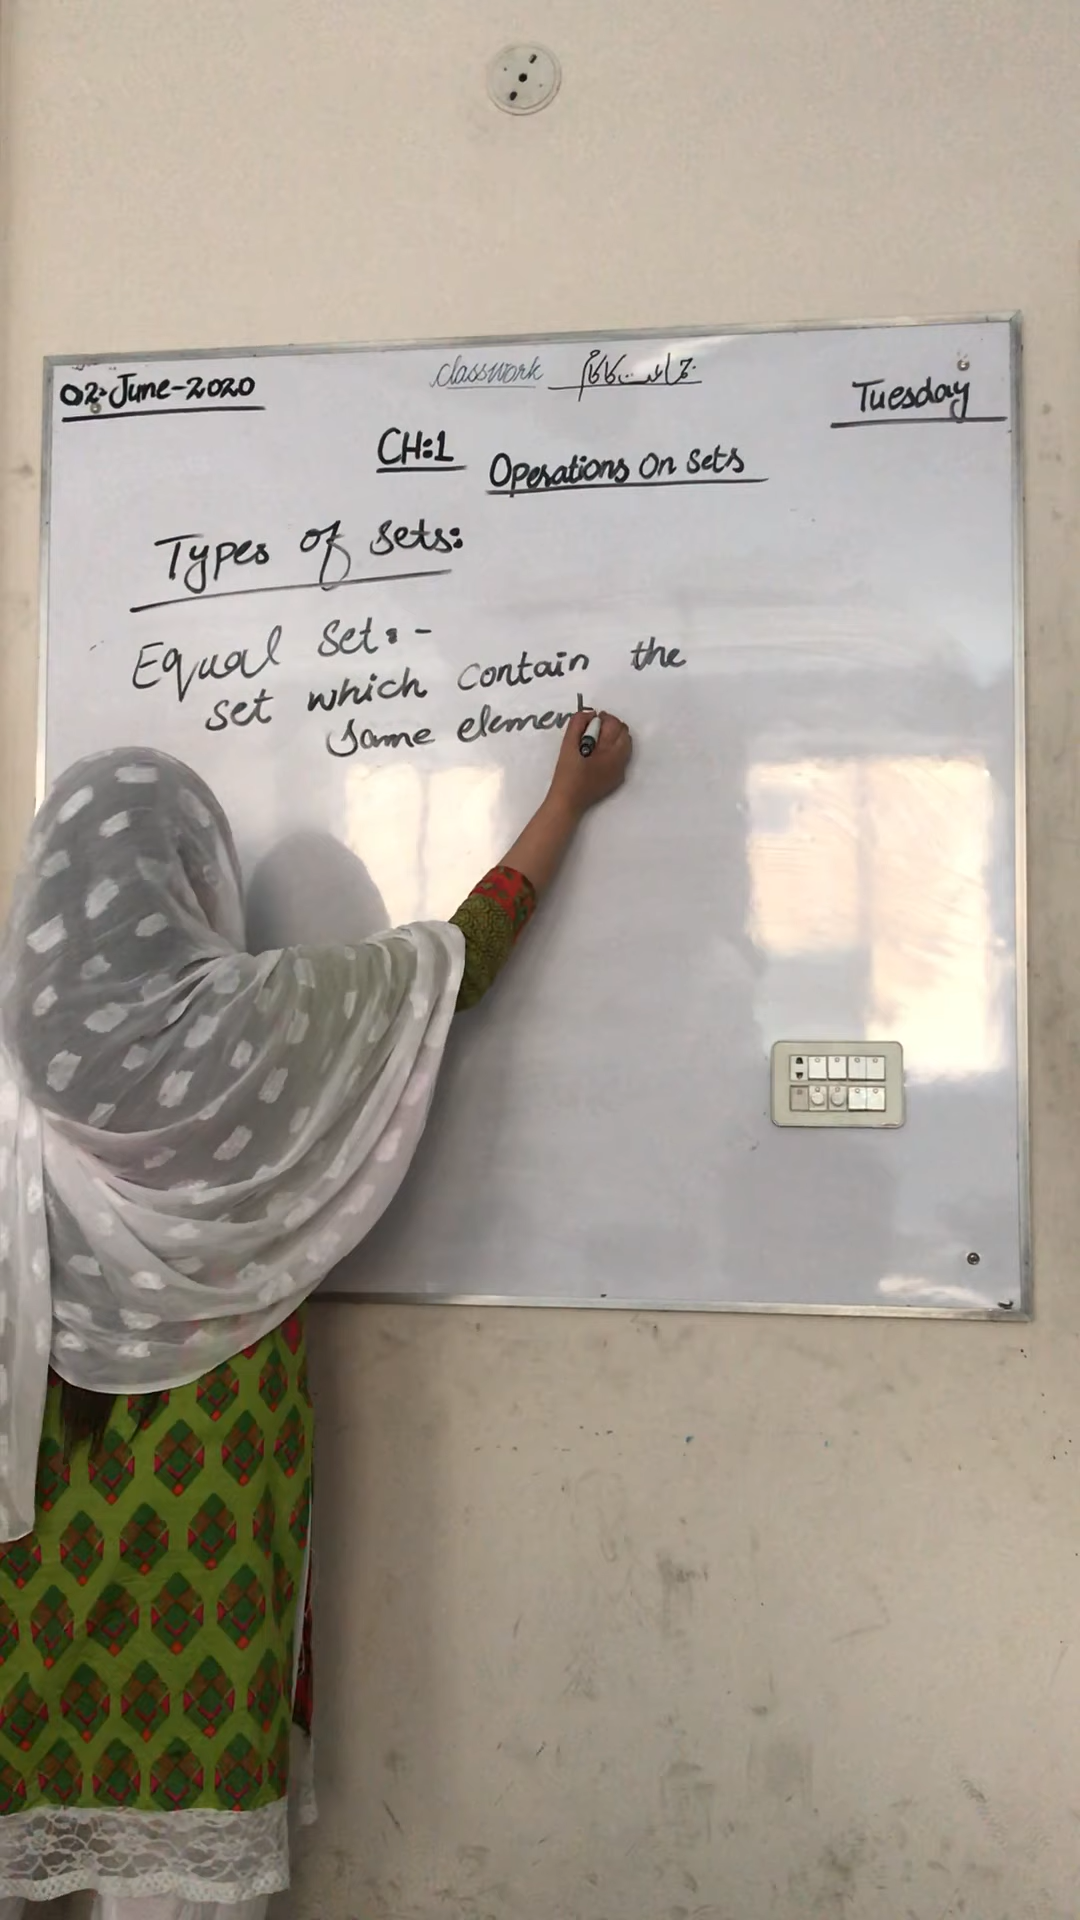 02-June-2020 classwork جماعت کا کام Tuesday
CH:1 Operations On Sets
Types of Sets:
Equal Set:-
Set which contain the
Same element